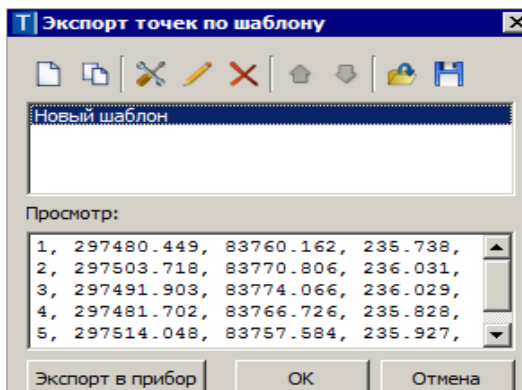 T Экспорт точек по шаблону
Новый шаблон
Просмотр:
1, 297480.449, 83760.162, 235.738,
2, 297503.718, 83770.806, 236.031,
3, 297491.903, 83774.066, 236.029,
4, 297481.702, 83766.726, 235.828,
5, 297514.048, 83757.584, 235.927,
Экспорт в прибор OK Отмена